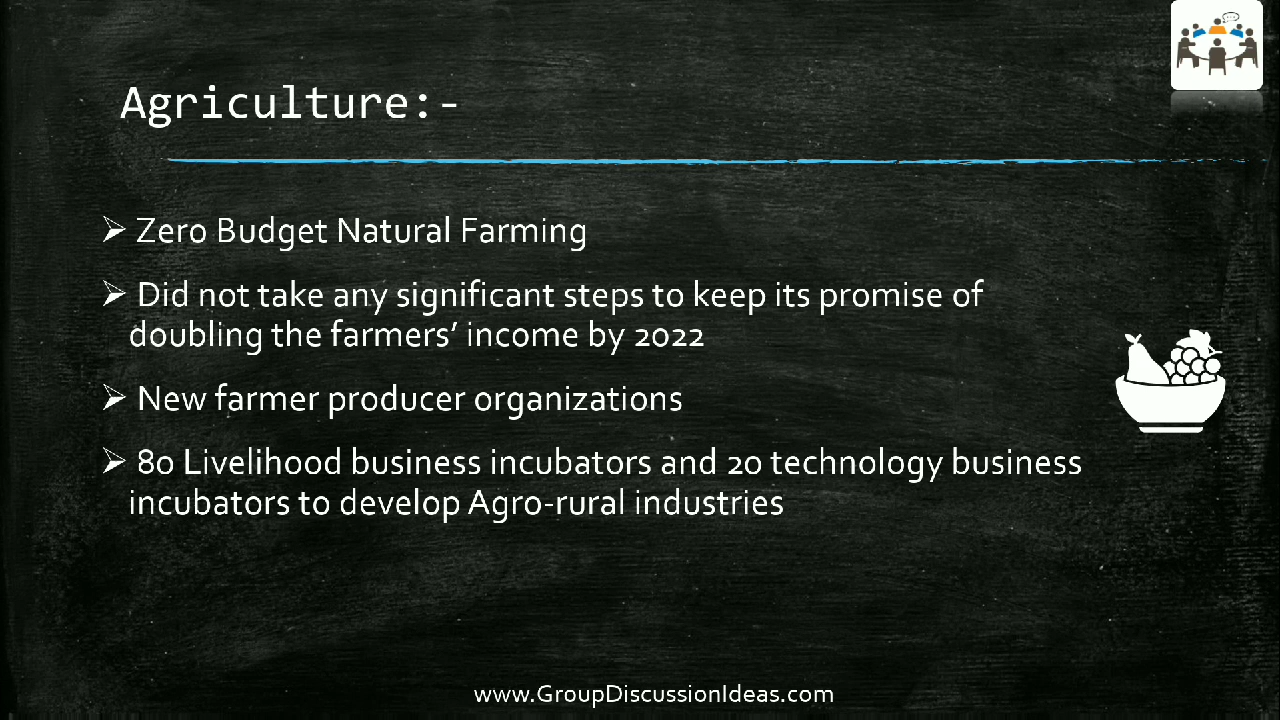 Agriculture:-
➢ Zero Budget Natural Farming
➢ Did not take any significant steps to keep its promise of
doubling the farmers’ income by 2022
➢ New farmer producer organizations
➢ 80 Livelihood business incubators and 20 technology business
incubators to develop Agro-rural industries
www.GroupDiscussionIdeas.com